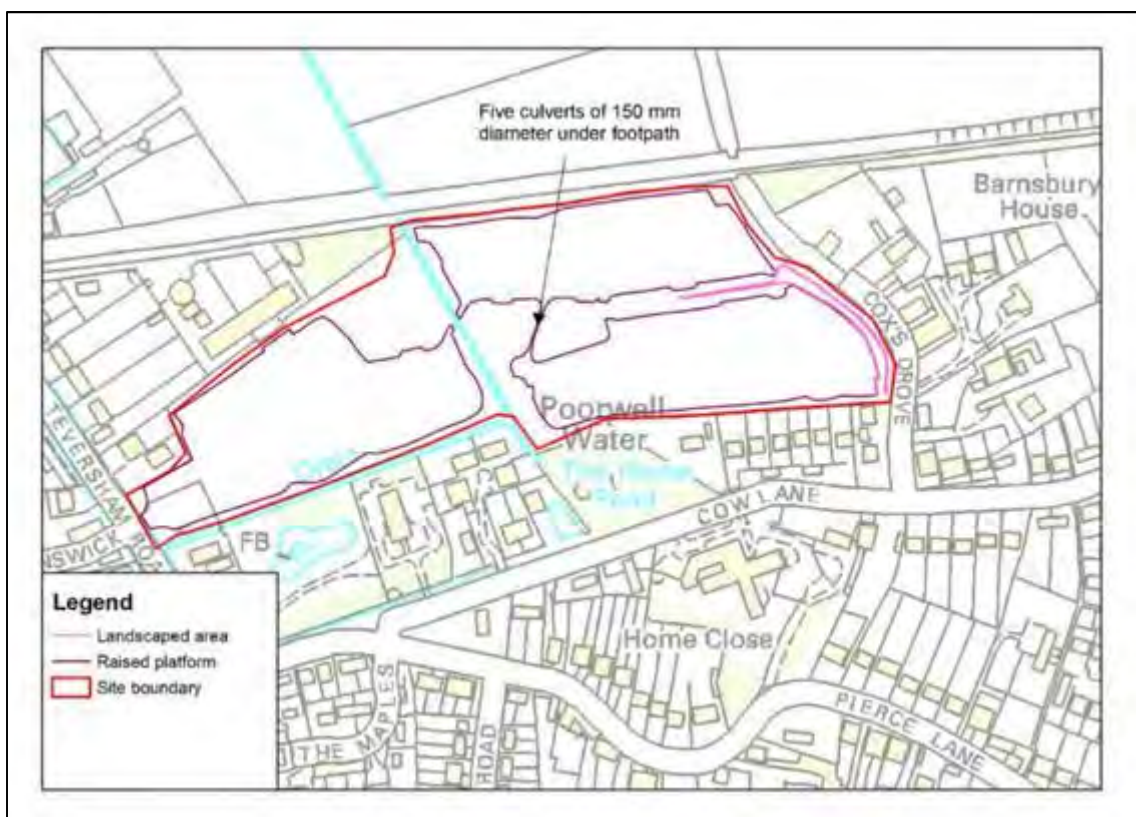 Five culverts of 150 mm
diameter under footpath
Barnsbury
House
COX'S DROVE
Poorwell
Water
TEVERSHAM
COW LANE
FB
NSWICK
Legend
Landscaped area
Raised platform
Site boundary
Home Close
THE MAPLES
ROAD
PIERCE LANE